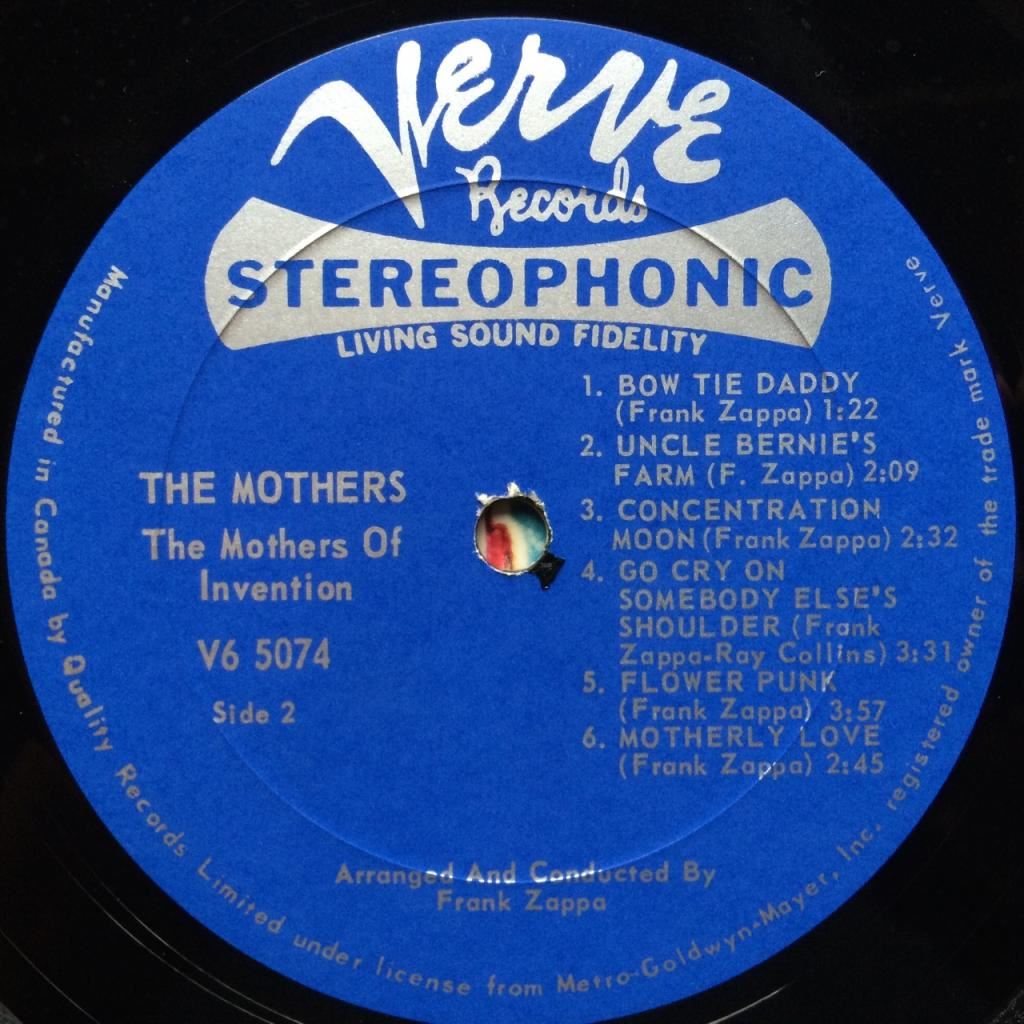 Verve
Records
STEREOPHONIC
LIVING SOUND FIDELITY
THE MOTHERS
The Mothers Of
Invention
V6 5074
Side 2
1. BOW TIE DADDY
(Frank Zappa) 1:22
2. UNCLE BERNIE'S
FARM (F. Zappa) 2:09
3. CONCENTRATION
MOON (Frank Zappa) 2:32
4. GO CRY ON
SOMEBODY ELSE'S
SHOULDER (Frank
Zappa-Ray Collins) 3:31
5. FLOWER PUNK
(Frank Zappa) 3:57
6. MOTHERLY LOVE
(Frank Zappa) 2:45
Arranged And Conducted By
Frank Zappa
Manufactured in Canada by Quality Records Limited under license from Metro-Goldwyn-Mayer, Inc. registered owner of the trade mark Verve